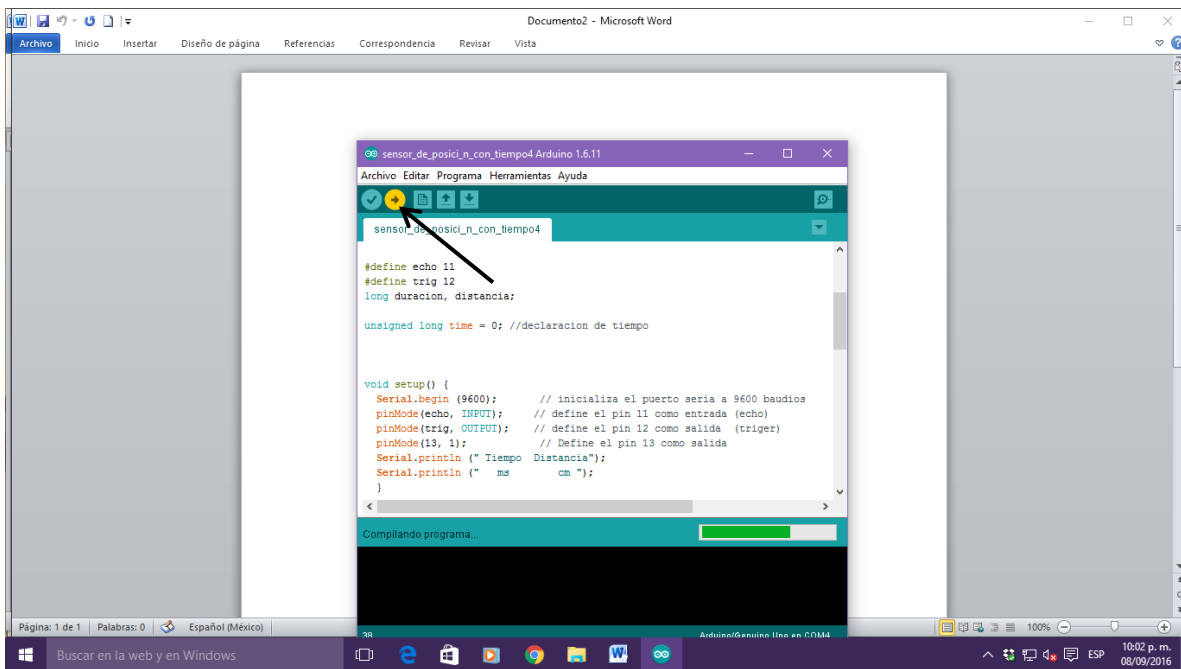 Documento2 - Microsoft Word
Archivo Inicio Insertar Diseño de página Referencias Correspondencia Revisar Vista
sensor_de_posici_n_con_tiempo4 Arduino 1.6.11
Archivo Editar Programa Herramientas Ayuda
sensor_de_posici_n_con_tiempo4
#define echo 11
#define trig 12
long duracion, distancia;
unsigned long time = 0; //declaracion de tiempo
void setup() {
Serial.begin (9600); // inicializa el puerto seria a 9600 baudios
pinMode(echo, INPUT); // define el pin 11 como entrada (echo)
pinMode(trig, OUTPUT); // define el pin 12 como salida (triger)
pinMode(13, 1); // Define el pin 13 como salida
Serial.println (" Tiempo Distancia");
Serial.println (" ms cm ");
}
Compilando programa...
38 Arduino/Genuino Uno en COM4
Página: 1 de 1 Palabras: 0 Español (México) 100%
Buscar en la web y en Windows
ESP
10:02 p. m.
08/09/2016